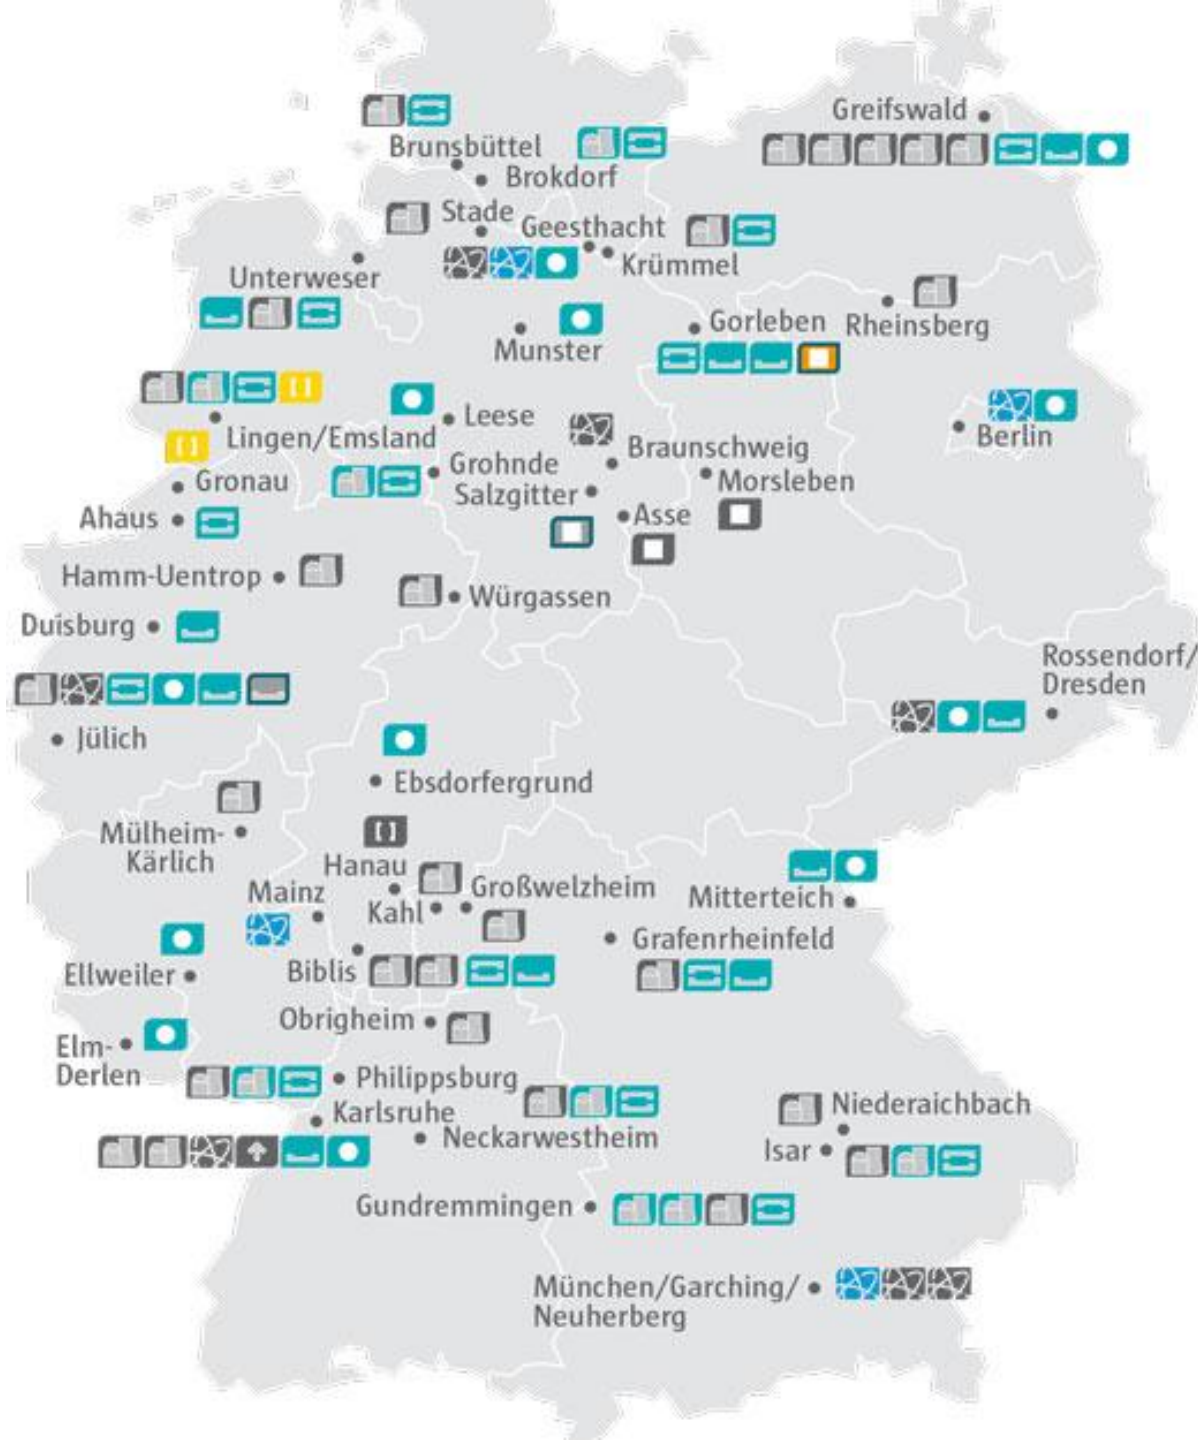 Greifswald
Brunsbüttel
Brokdorf
Stade
Geesthacht
Krümmel
Unterweser
Munster
Gorleben
Rheinsberg
Leese
Lingen/Emsland
Berlin
Braunschweig
Grohnde
Gronau
Morsleben
Salzgitter
Ahaus
Asse
Hamm-Uentrop
Würgassen
Duisburg
Rossendorf/
Dresden
Jülich
Ebsdorfergrund
Mülheim-
Kärlich
Hanau
Großwelzheim
Mainz
Mitterteich
Kahl
Grafenrheinfeld
Ellweiler
Biblis
Obrigheim
Elm-
Derlen
Philippsburg
Karlsruhe
Niederaichbach
Neckarwestheim
Isar
Gundremmingen
München/Garching/
Neuherberg